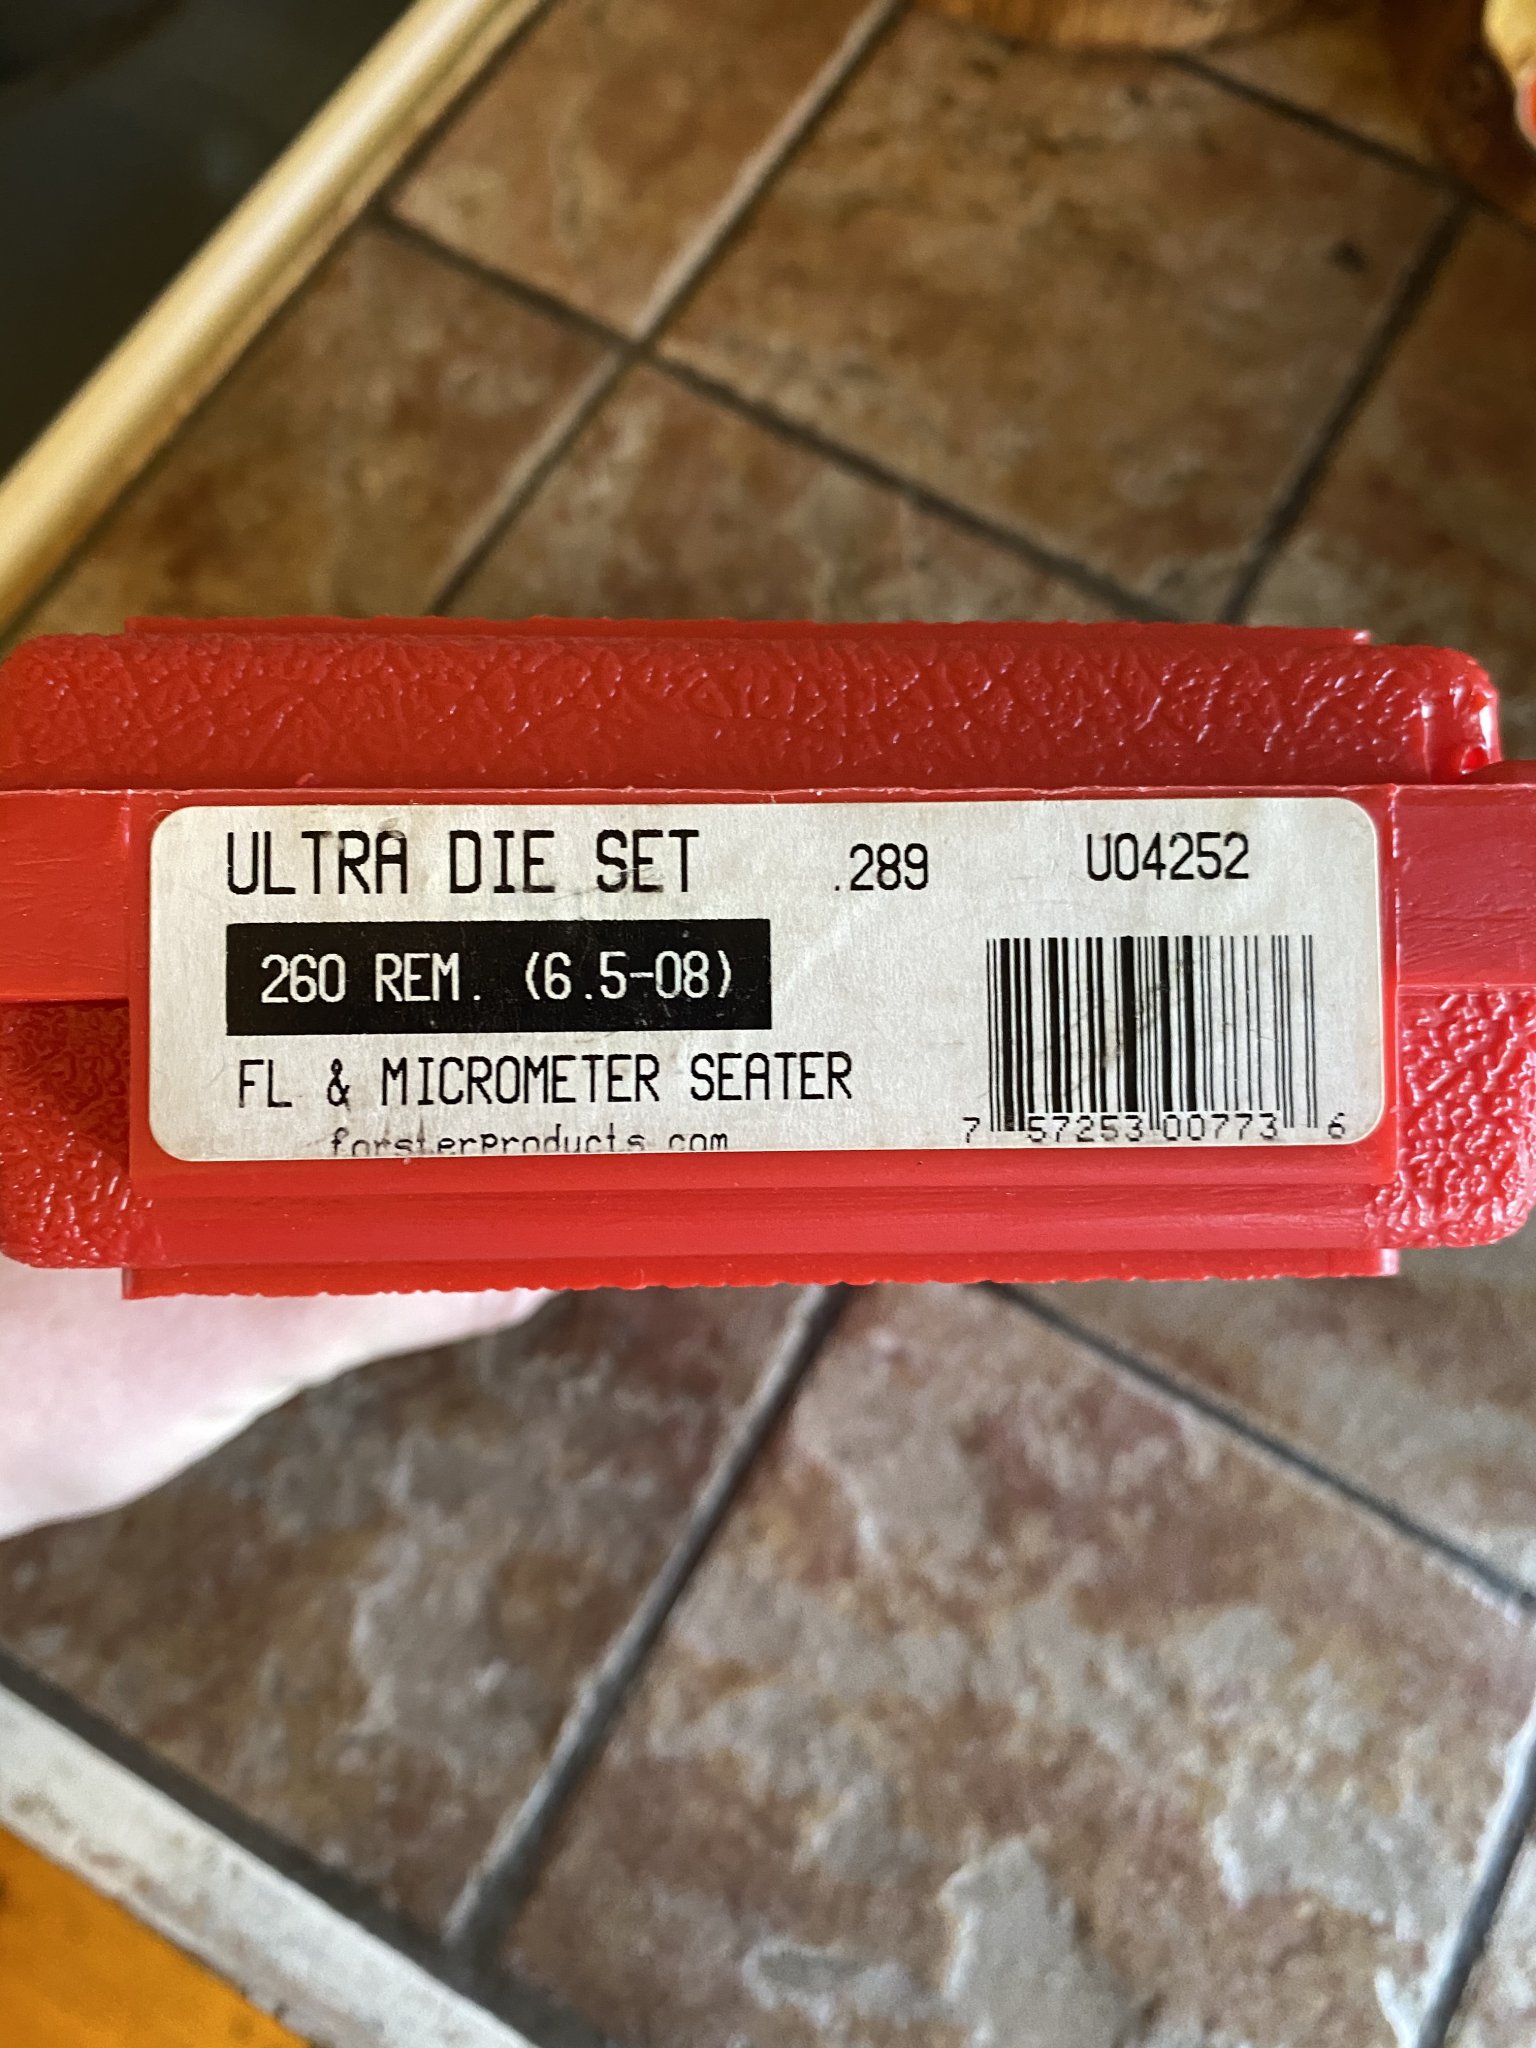 ULTRA DIE SET .289 U04252
260 REM. (6.5-08)
FL & MICROMETER SEATER
forsterproducts.com
7 57253 00773 6